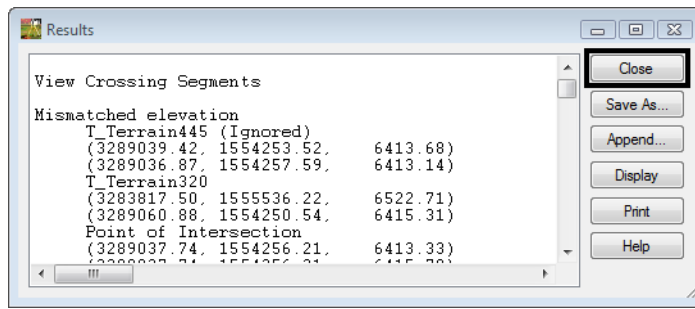 Results
View Crossing Segments
Mismatched elevation
T_Terrain445 (Ignored)
(3289039.42, 1554253.52, 6413.68)
(3289036.87, 1554257.59, 6413.14)
T_Terrain320
(3283817.50, 1555536.22, 6522.71)
(3289060.88, 1554250.54, 6415.31)
Point of Intersection
(3289037.74, 1554256.21, 6413.33)
Close
Save As...
Append...
Display
Print
Help